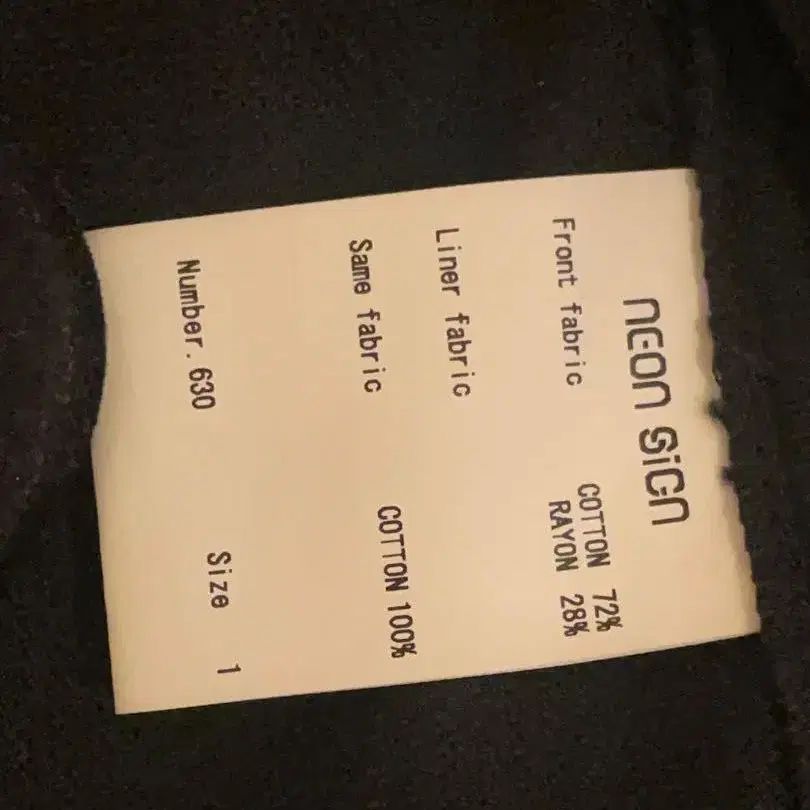 neon sign
Front fabric COTTON 72%
RAYON 28%
Liner fabric
Same fabric COTTON 100%
Number. 630 Size 1